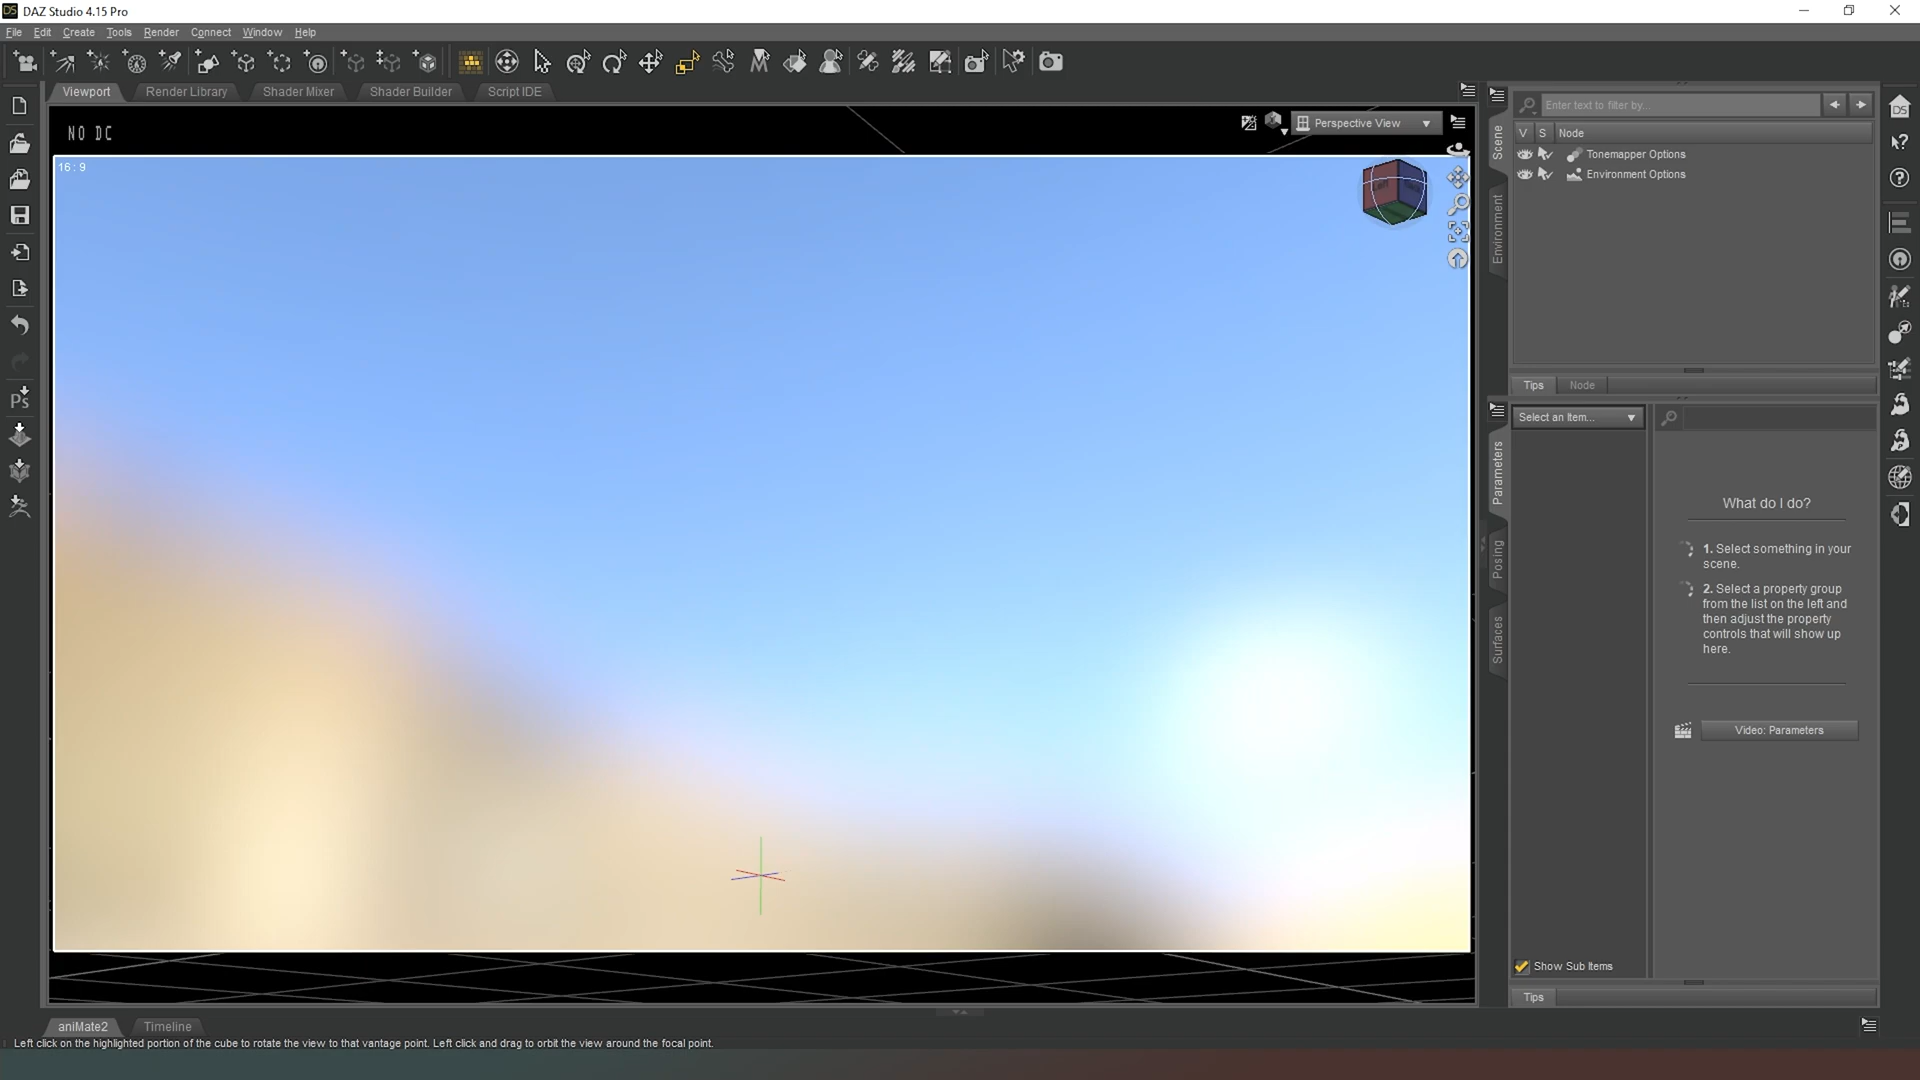 DAZ Studio 4.15 Pro
File Edit Create Tools Render Connect Window Help
Viewport Render Library Shader Mixer Shader Builder Script IDE
NO DC
Perspective View
16 : 9
Enter text to filter by...
V S Node
Tonemapper Options
Environment Options
Scene
Environment
Tips Node
Select an Item...
Parameters
Posing
Surfaces
What do I do?
1. Select something in your
scene.
2. Select a property group
from the list on the left and
then adjust the property
controls that will show up
here.
Video: Parameters
Show Sub Items
Tips
Ps
DS
aniMate2 Timeline
Left click on the highlighted portion of the cube to rotate the view to that vantage point. Left click and drag to orbit the view around the focal point.